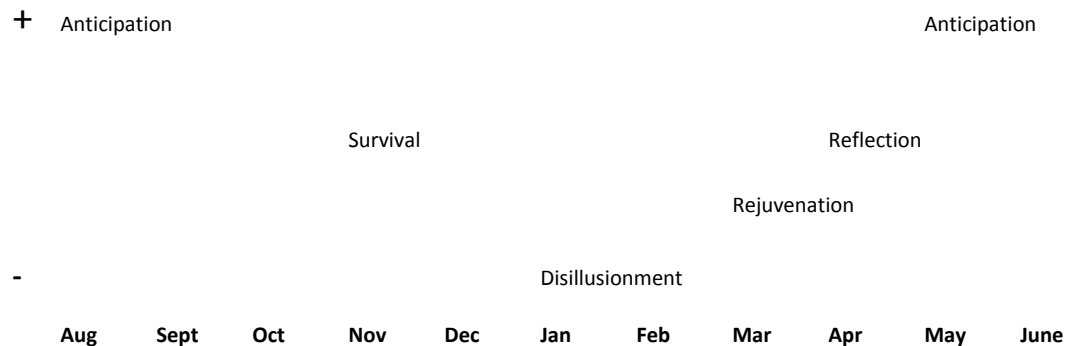 + Anticipation Anticipation
Survival Reflection
Rejuvenation
- Disillusionment
Aug Sept Oct Nov Dec Jan Feb Mar Apr May June